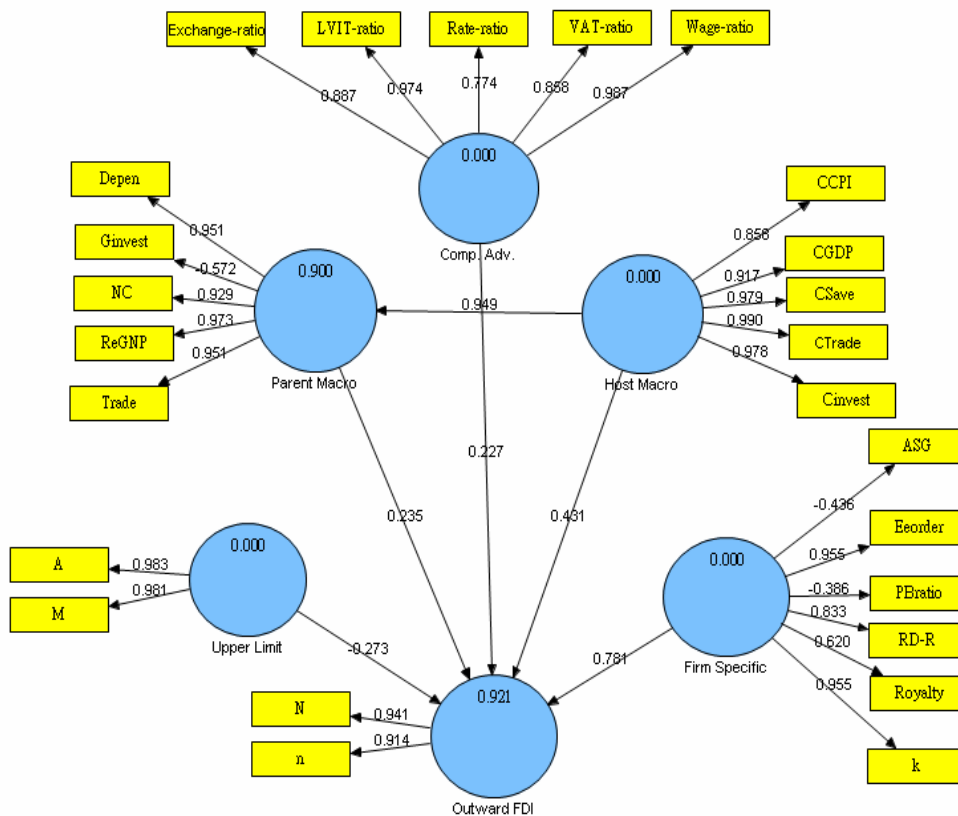 Exchange-ratio
LVIT-ratio
Rate-ratio
VAT-ratio
Wage-ratio
0.887
0.974
0.774
0.858
0.987
0.000
Comp. Adv.
Depen
Ginvest
NC
ReGNP
Trade
0.951
-0.572
0.929
0.973
0.951
0.900
Parent Macro
0.949
0.000
Host Macro
CCPI
CGDP
CSave
CTrade
Cinvest
0.858
0.917
0.979
0.990
0.978
0.227
0.235
0.431
A
M
0.983
0.981
0.000
Upper Limit
-0.273
0.000
Firm Specific
0.781
ASG
Eeorder
PBratio
RD-R
Royalty
k
-0.436
0.955
-0.386
0.833
0.620
0.955
N
n
0.941
0.914
0.921
Outward FDI